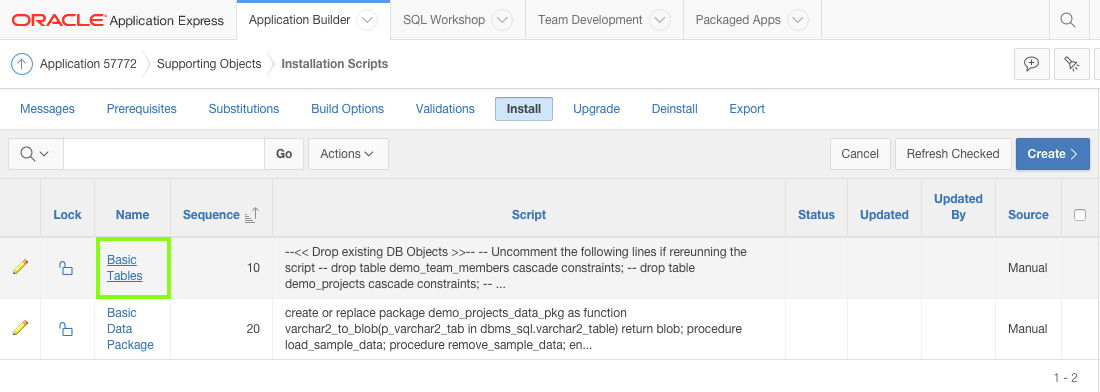 ORACLE Application Express Application Builder SQL Workshop Team Development Packaged Apps
Application 57772 Supporting Objects Installation Scripts
Messages Prerequisites Substitutions Build Options Validations Install Upgrade Deinstall Export
Go Actions Cancel Refresh Checked Create
Lock Name Sequence Script Status Updated Updated By Source
Basic Tables 10
--<< Drop existing DB Objects >>-- -- Uncomment the following lines if rereunning the
script -- drop table demo_team_members cascade constraints; -- drop table
demo_projects cascade constraints; -- ...
Manual
Basic Data Package 20
create or replace package demo_projects_data_pkg as function
varchar2_to_blob(p_varchar2_tab in dbms_sql.varchar2_table) return blob; procedure
load_sample_data; procedure remove_sample_data; en...
Manual
1 - 2